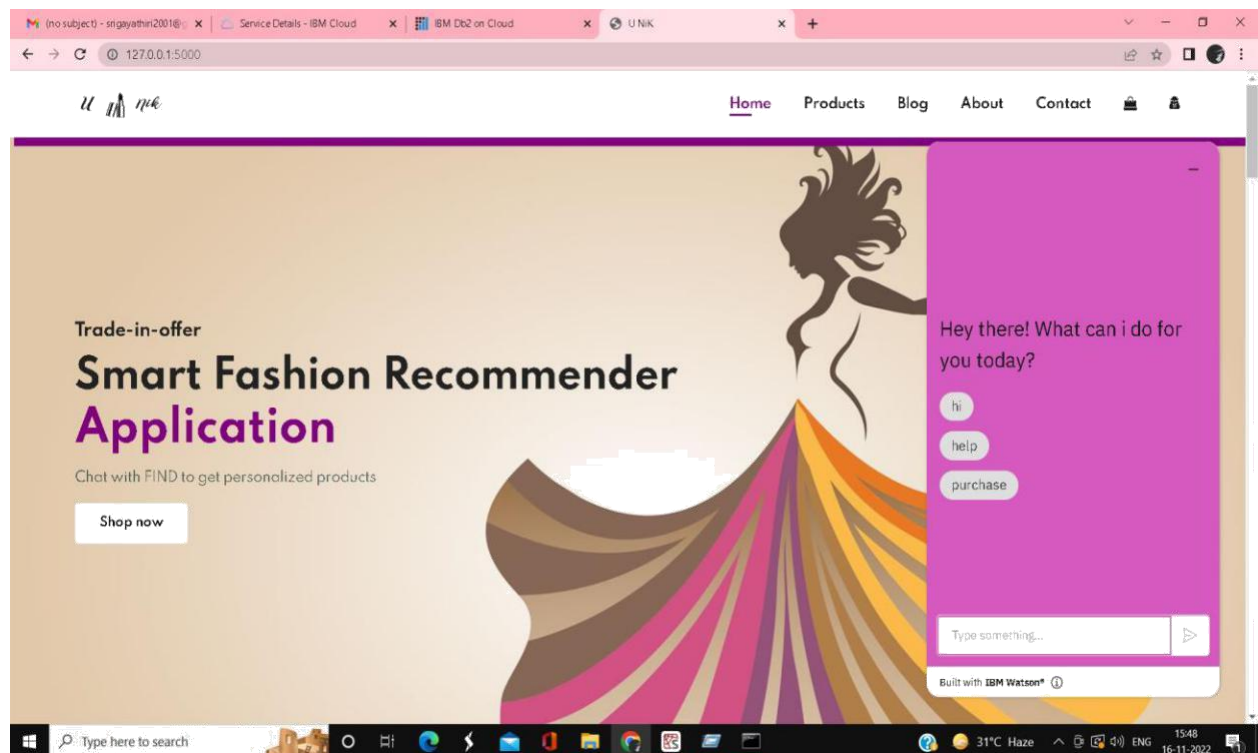 (no subject) - srigayathiri2001@g
Service Details - IBM Cloud
IBM Db2 on Cloud
U NiK
127.0.0.1:5000
U nik
Home Products Blog About Contact
Trade-in-offer
Smart Fashion Recommender
Application
Chat with FIND to get personalized products
Shop now
Hey there! What can i do for
you today?
hi
help
purchase
Type something...
Built with IBM Watson®
Type here to search
31°C Haze
ENG
15:48
16-11-2022